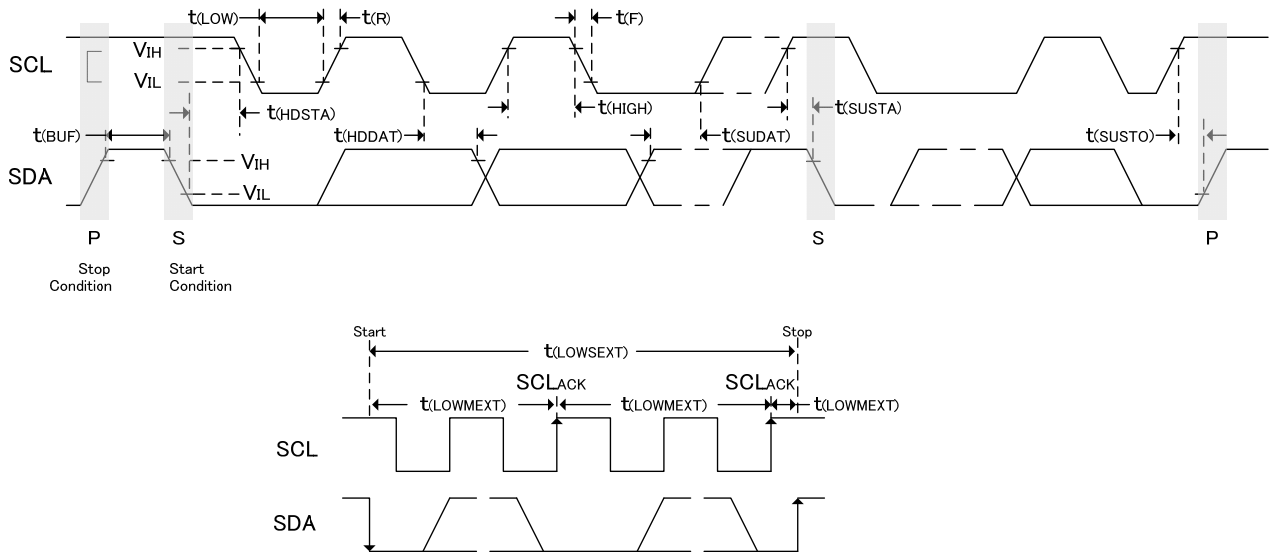 t(LOW) t(R) t(F)
SCL VIH
VIL
t(HDSTA) t(HIGH) t(SUSTA)
t(BUF) t(HDDAT) t(SUDAT) t(SUSTO)
SDA VIH
VIL
P S S P
Stop Condition
Start Condition
Start Stop
t(LOWSEXT)
SCLACK SCLACK
t(LOWMEXT) t(LOWMEXT) t(LOWMEXT)
SCL
SDA